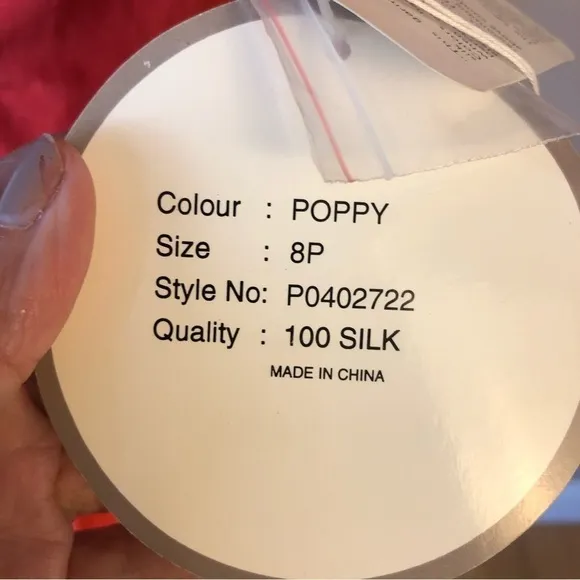 Colour : POPPY
Size : 8P
Style No: P0402722
Quality : 100 SILK
MADE IN CHINA